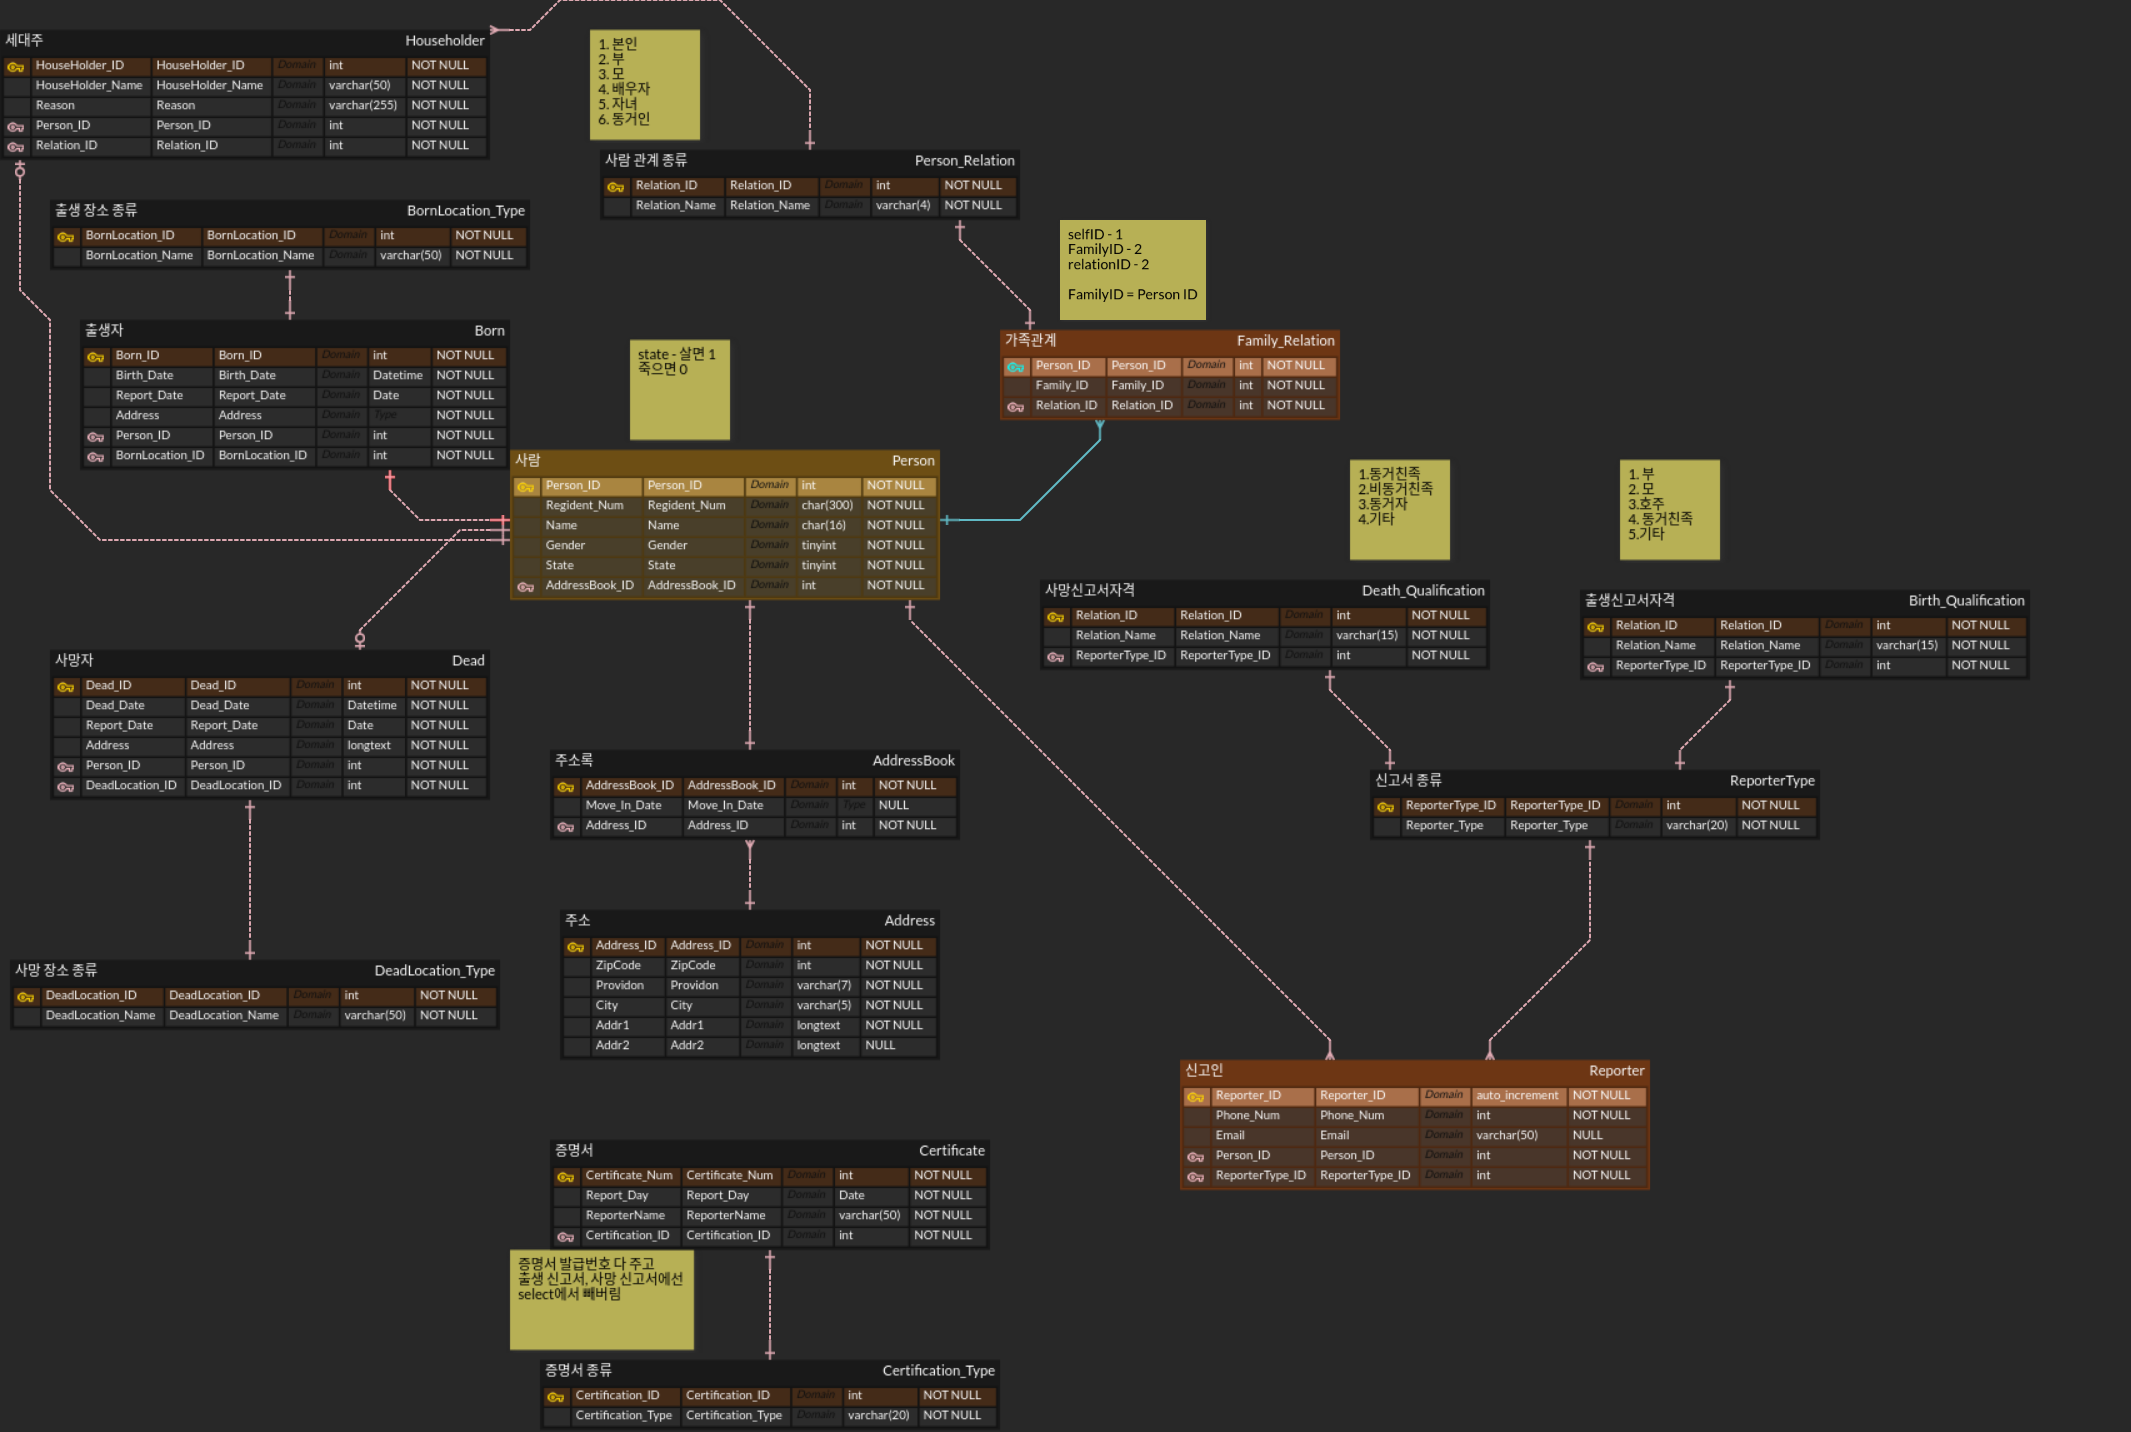 세대주 Householder
HouseHolder_ID HouseHolder_ID Domain int NOT NULL
HouseHolder_Name HouseHolder_Name Domain varchar(50) NOT NULL
Reason Reason Domain varchar(255) NOT NULL
Person_ID Person_ID Domain int NOT NULL
Relation_ID Relation_ID Domain int NOT NULL
1. 본인
2. 부
3. 모
4. 배우자
5. 자녀
6. 동거인
사람 관계 종류 Person_Relation
Relation_ID Relation_ID Domain int NOT NULL
Relation_Name Relation_Name Domain varchar(4) NOT NULL
출생 장소 종류 BornLocation_Type
BornLocation_ID BornLocation_ID Domain int NOT NULL
BornLocation_Name BornLocation_Name Domain varchar(50) NOT NULL
selfID - 1
FamilyID - 2
relationID - 2
FamilyID = Person ID
출생자 Born
Born_ID Born_ID Domain int NOT NULL
Birth_Date Birth_Date Domain Datetime NOT NULL
Report_Date Report_Date Domain Date NOT NULL
Address Address Domain Type NOT NULL
Person_ID Person_ID Domain int NOT NULL
BornLocation_ID BornLocation_ID Domain int NOT NULL
state - 살면 1
죽으면 0
가족관계 Family_Relation
Person_ID Person_ID Domain int NOT NULL
Family_ID Family_ID Domain int NOT NULL
Relation_ID Relation_ID Domain int NOT NULL
사람 Person
Person_ID Person_ID Domain int NOT NULL
Regident_Num Regident_Num Domain char(300) NOT NULL
Name Name Domain char(16) NOT NULL
Gender Gender Domain tinyint NOT NULL
State State Domain tinyint NOT NULL
AddressBook_ID AddressBook_ID Domain int NOT NULL
1.동거친족
2.비동거친족
3.동거자
4.기타
1. 부
2. 모
3.호주
4. 동거친족
5.기타
사망신고서자격 Death_Qualification
Relation_ID Relation_ID Domain int NOT NULL
Relation_Name Relation_Name Domain varchar(15) NOT NULL
ReporterType_ID ReporterType_ID Domain int NOT NULL
출생신고서자격 Birth_Qualification
Relation_ID Relation_ID Domain int NOT NULL
Relation_Name Relation_Name Domain varchar(15) NOT NULL
ReporterType_ID ReporterType_ID Domain int NOT NULL
사망자 Dead
Dead_ID Dead_ID Domain int NOT NULL
Dead_Date Dead_Date Domain Datetime NOT NULL
Report_Date Report_Date Domain Date NOT NULL
Address Address Domain longtext NOT NULL
Person_ID Person_ID Domain int NOT NULL
DeadLocation_ID DeadLocation_ID Domain int NOT NULL
주소록 AddressBook
AddressBook_ID AddressBook_ID Domain int NOT NULL
Move_In_Date Move_In_Date Domain Type NULL
Address_ID Address_ID Domain int NOT NULL
신고서 종류 ReporterType
ReporterType_ID ReporterType_ID Domain int NOT NULL
Reporter_Type Reporter_Type Domain varchar(20) NOT NULL
주소 Address
Address_ID Address_ID Domain int NOT NULL
ZipCode ZipCode Domain int NOT NULL
Providon Providon Domain varchar(7) NOT NULL
City City Domain varchar(5) NOT NULL
Addr1 Addr1 Domain longtext NOT NULL
Addr2 Addr2 Domain longtext NULL
사망 장소 종류 DeadLocation_Type
DeadLocation_ID DeadLocation_ID Domain int NOT NULL
DeadLocation_Name DeadLocation_Name Domain varchar(50) NOT NULL
신고인 Reporter
Reporter_ID Reporter_ID Domain auto_increment NOT NULL
Phone_Num Phone_Num Domain int NOT NULL
Email Email Domain varchar(50) NULL
Person_ID Person_ID Domain int NOT NULL
ReporterType_ID ReporterType_ID Domain int NOT NULL
증명서 Certificate
Certificate_Num Certificate_Num Domain int NOT NULL
Report_Day Report_Day Domain Date NOT NULL
ReporterName ReporterName Domain varchar(50) NOT NULL
Certification_ID Certification_ID Domain int NOT NULL
증명서 발급번호 다 주고
출생 신고서, 사망 신고서에선
select에서 빼버림
증명서 종류 Certification_Type
Certification_ID Certification_ID Domain int NOT NULL
Certification_Type Certification_Type Domain varchar(20) NOT NULL